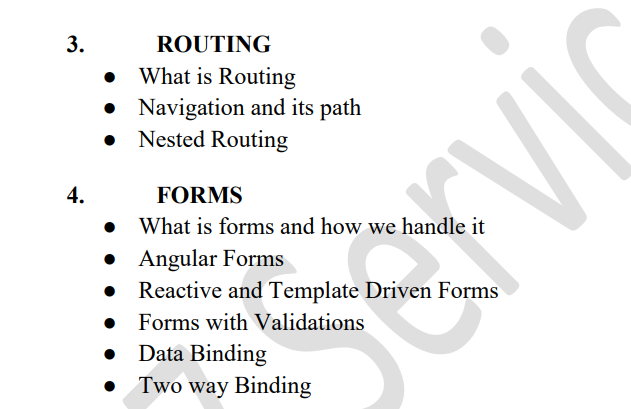 3. ROUTING
● What is Routing
● Navigation and its path
● Nested Routing
4. FORMS
● What is forms and how we handle it
● Angular Forms
● Reactive and Template Driven Forms
● Forms with Validations
● Data Binding
● Two way Binding
Servic